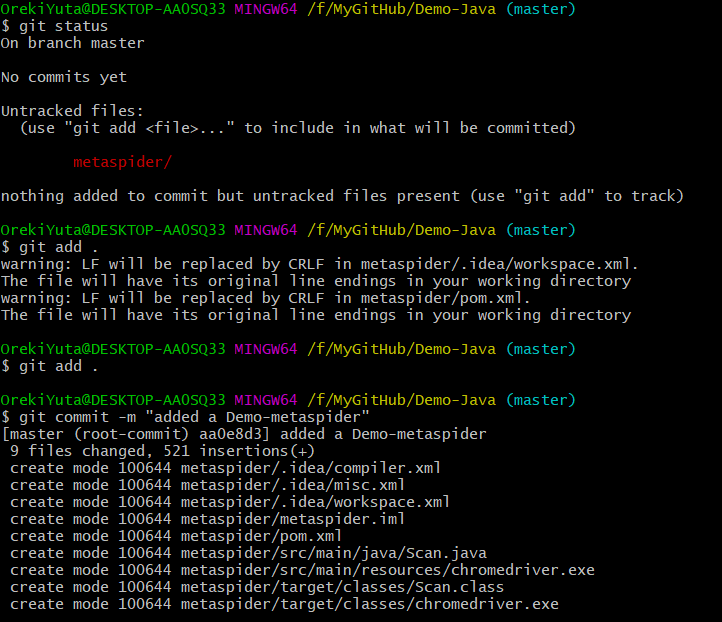 OrekiYuta@DESKTOP-AA0SQ33 MINGW64 /f/MyGitHub/Demo-Java (master)
$ git status
On branch master

No commits yet

Untracked files:
  (use "git add <file>..." to include in what will be committed)

        metaspider/

nothing added to commit but untracked files present (use "git add" to track)

OrekiYuta@DESKTOP-AA0SQ33 MINGW64 /f/MyGitHub/Demo-Java (master)
$ git add .
warning: LF will be replaced by CRLF in metaspider/.idea/workspace.xml.
The file will have its original line endings in your working directory
warning: LF will be replaced by CRLF in metaspider/pom.xml.
The file will have its original line endings in your working directory

OrekiYuta@DESKTOP-AA0SQ33 MINGW64 /f/MyGitHub/Demo-Java (master)
$ git add .

OrekiYuta@DESKTOP-AA0SQ33 MINGW64 /f/MyGitHub/Demo-Java (master)
$ git commit -m "added a Demo-metaspider"
[master (root-commit) aa0e8d3] added a Demo-metaspider
 9 files changed, 521 insertions(+)
 create mode 100644 metaspider/.idea/compiler.xml
 create mode 100644 metaspider/.idea/misc.xml
 create mode 100644 metaspider/.idea/workspace.xml
 create mode 100644 metaspider/metaspider.iml
 create mode 100644 metaspider/pom.xml
 create mode 100644 metaspider/src/main/java/Scan.java
 create mode 100644 metaspider/src/main/resources/chromedriver.exe
 create mode 100644 metaspider/target/classes/Scan.class
 create mode 100644 metaspider/target/classes/chromedriver.exe